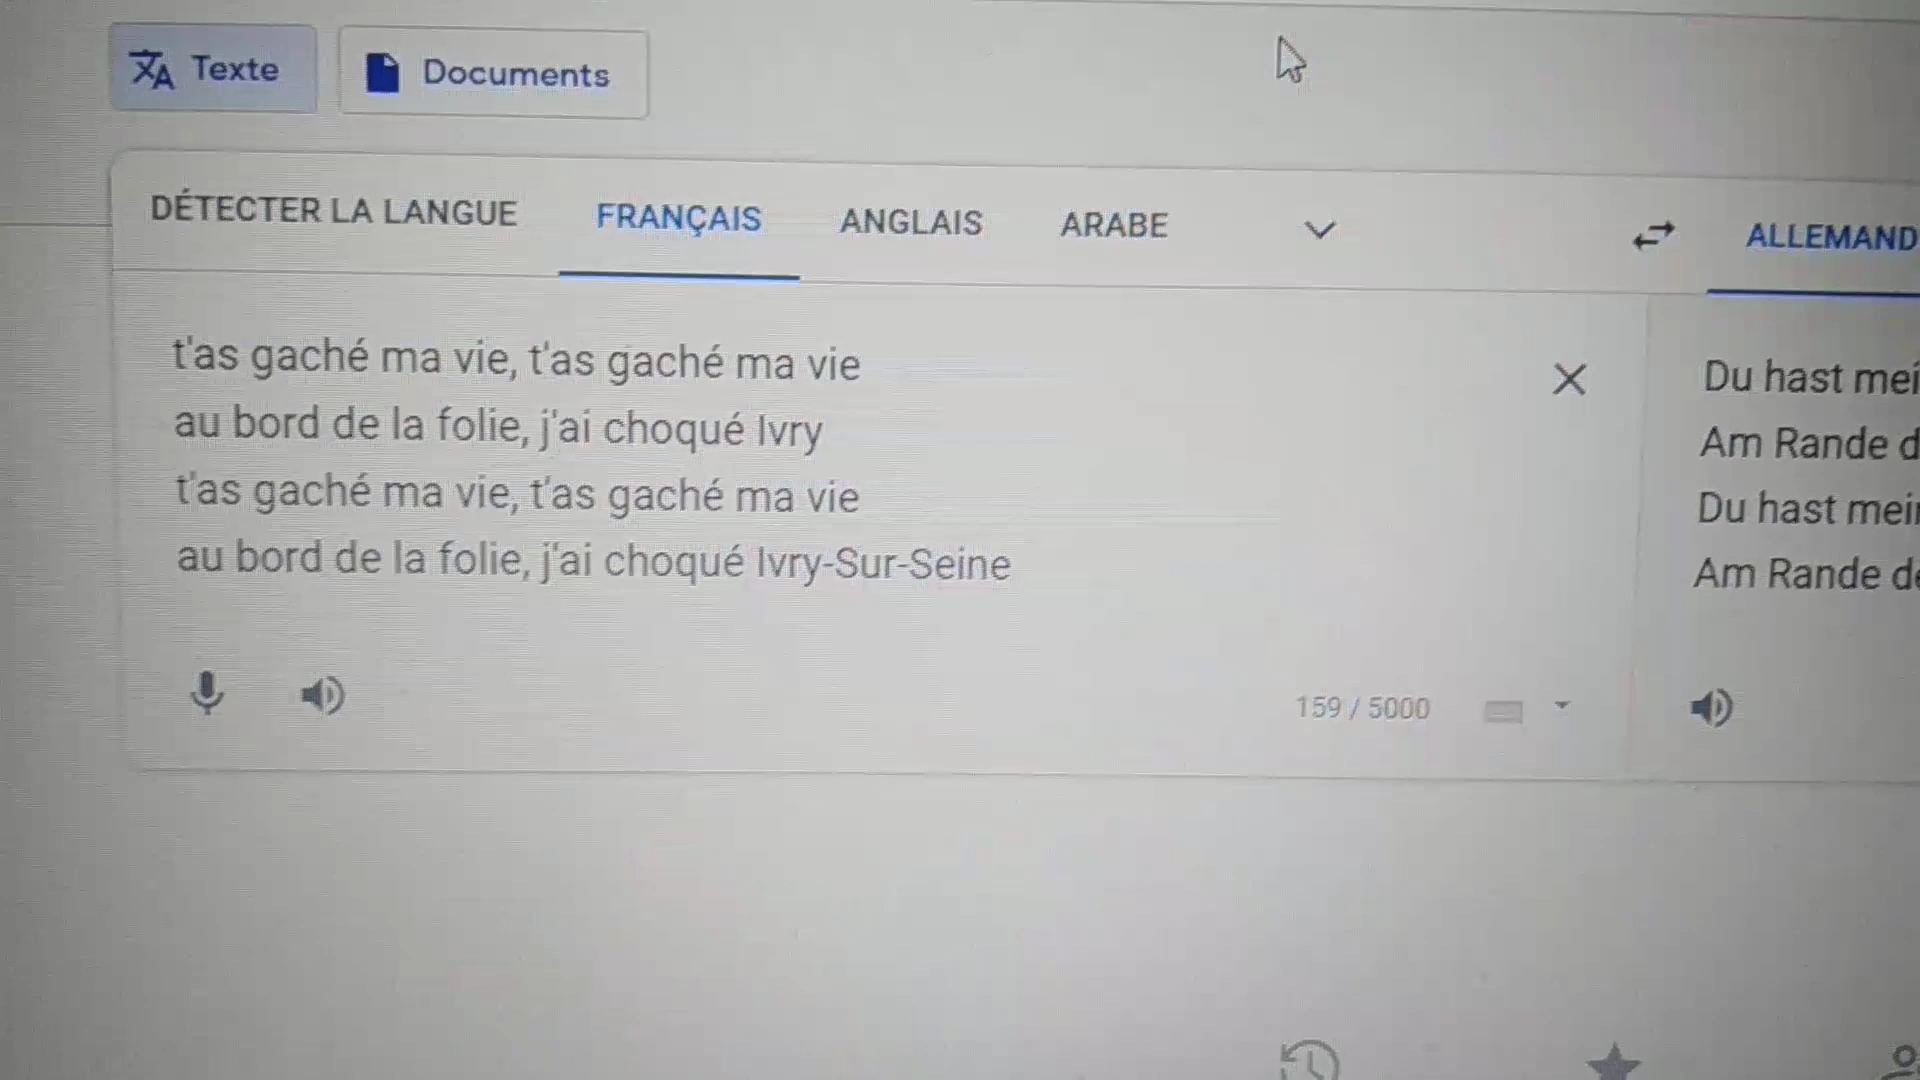 Texte
Documents
DÉTECTER LA LANGUE FRANÇAIS ANGLAIS ARABE ALLEMAND
t'as gaché ma vie, t'as gaché ma vie
au bord de la folie, j'ai choqué Ivry
t'as gaché ma vie, t'as gaché ma vie
au bord de la folie, j'ai choqué Ivry-Sur-Seine
159 / 5000
Du hast
Am Rande
Du hast
Am Rande